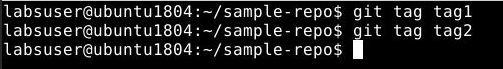 labsuser@ubuntu1804:~/sample-repo$ git tag tag1
labsuser@ubuntu1804:~/sample-repo$ git tag tag2
labsuser@ubuntu1804:~/sample-repo$